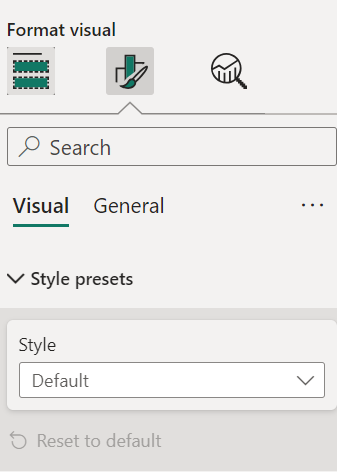 Format visual
Search
Visual General
Style presets
Style
Default
Reset to default